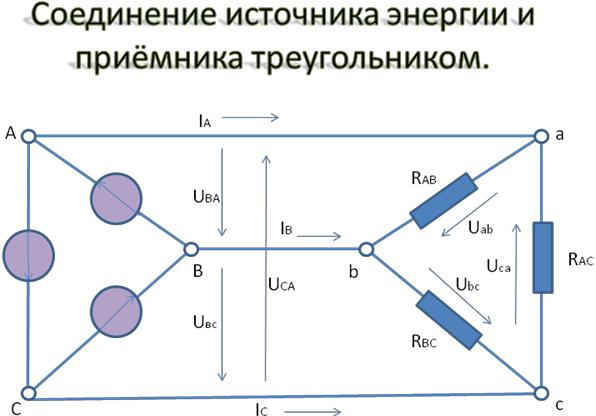 Соединение источника энергии и
приёмника треугольником.
IA
A
a
RAB
UBA
IB
Uab
B
b
UCA
Uca
RAC
Ubc
UBC
RBC
C
IC
c